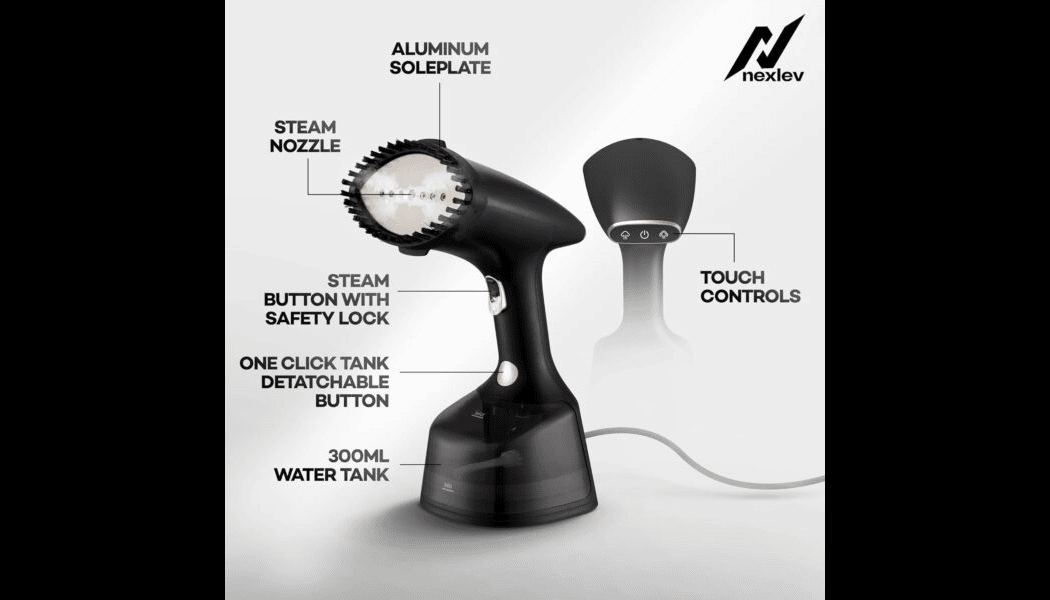 nexlev
ALUMINUM
SOLEPLATE
STEAM
NOZZLE
STEAM
BUTTON WITH
SAFETY LOCK
TOUCH
CONTROLS
ONE CLICK TANK
DETATCHABLE
BUTTON
300ML
WATER TANK